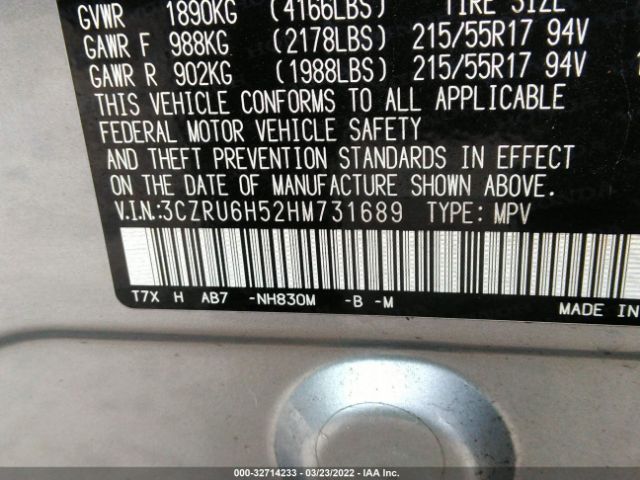 GVWR 1890KG (4166LBS) TIRE SIZE
GAWR F 988KG (2178LBS) 215/55R17 94V
GAWR R 902KG (1988LBS) 215/55R17 94V
THIS VEHICLE CONFORMS TO ALL APPLICABLE
FEDERAL MOTOR VEHICLE SAFETY
AND THEFT PREVENTION STANDARDS IN EFFECT
ON THE DATE OF MANUFACTURE SHOWN ABOVE.
V.I.N.:3CZRU6H52HM731689 TYPE: MPV
T7X H AB7 -NH830M -B -M
MADE IN
000-32714233 - 03/23/2022 - IAA Inc.